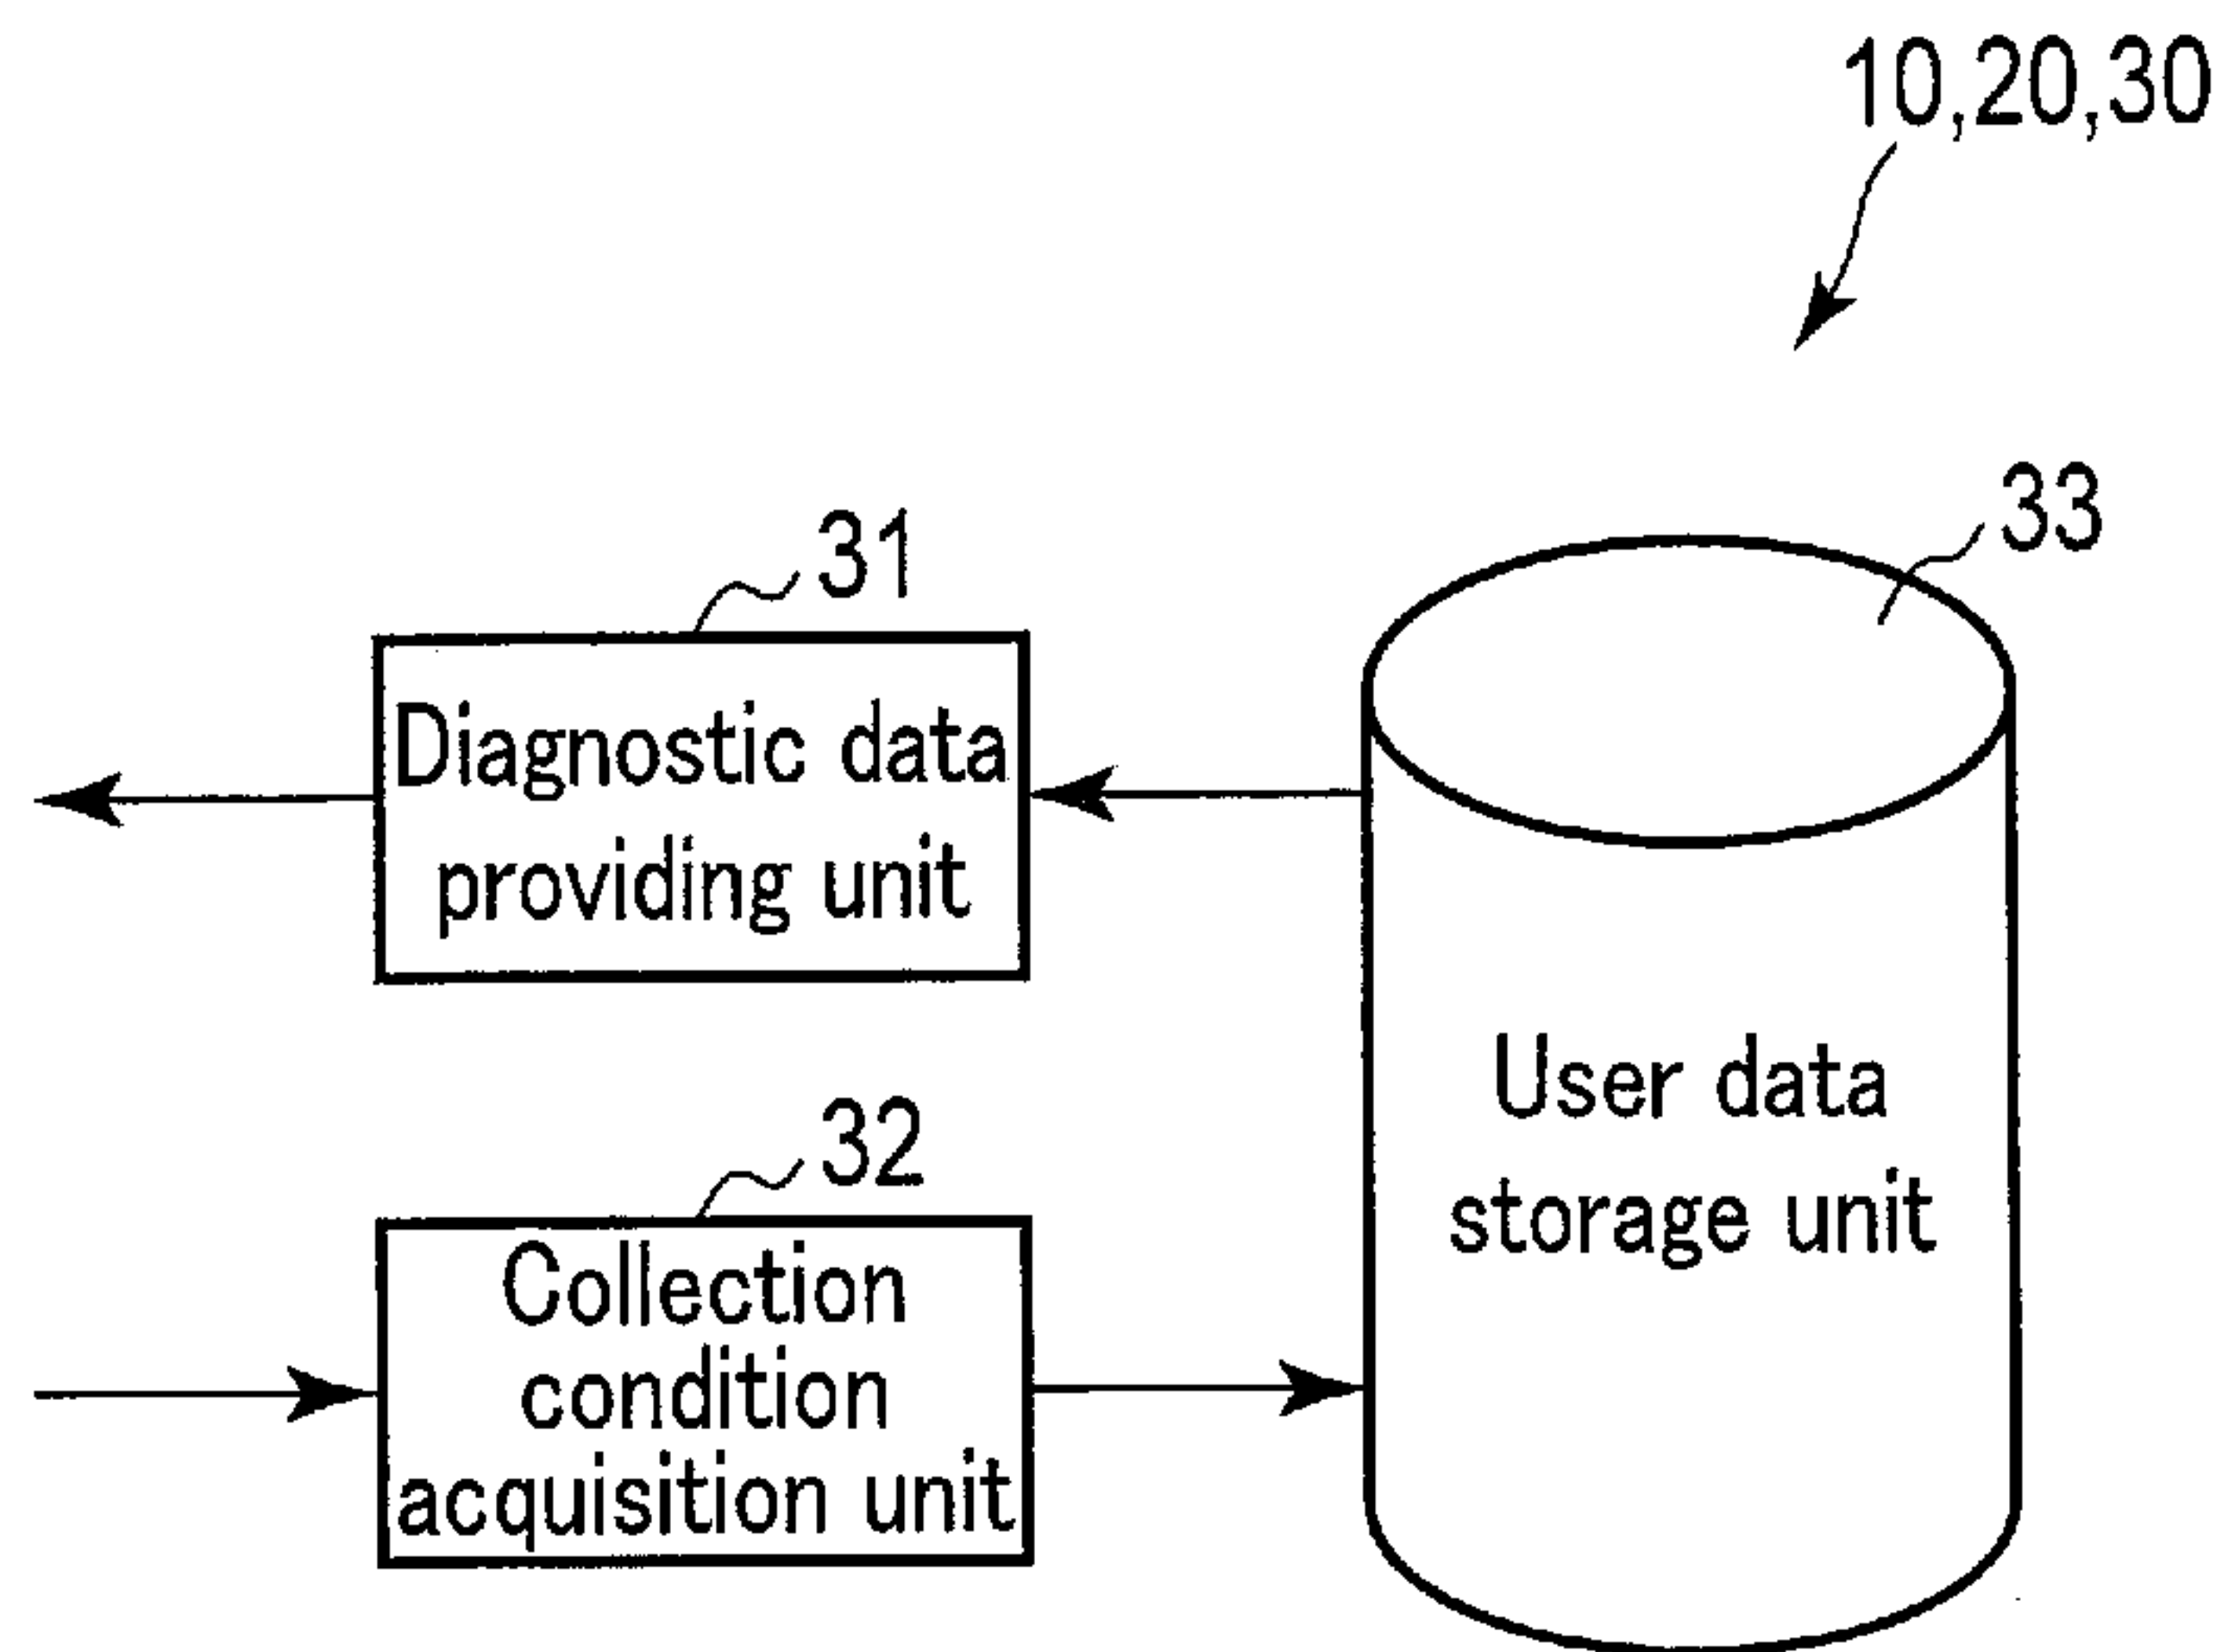 10,20,30
33
31
Diagnostic data
providing unit
User data
storage unit
32
Collection
condition
acquisition unit